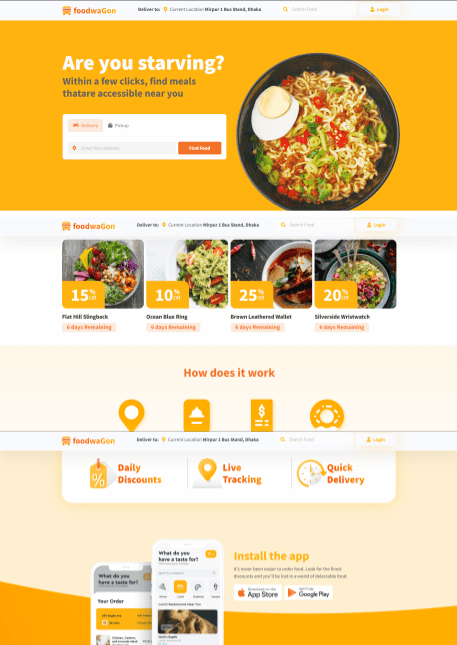 foodwaGon
Deliver to: Current Location Mirpur 1 Bus Stand, Dhaka
Search Food
Login
Are you starving?
Within a few clicks, find meals
thatare accessible near you
Delivery
Pickup
Enter Your Address
Find Food
foodwaGon
Deliver to: Current Location Mirpur 1 Bus Stand, Dhaka
Search Food
Login
15% Off
10% Off
25% Off
20% Off
Flat Hill Slingback
Ocean Blue Ring
Brown Leathered Wallet
Silverside Wristwatch
6 days Remaining
6 days Remaining
6 days Remaining
6 days Remaining
How does it work
foodwaGon
Deliver to: Current Location Mirpur 1 Bus Stand, Dhaka
Search Food
Login
Daily
Discounts
Live
Tracking
Quick
Delivery
Install the app
It's never been easier to order food. Look for the finest
discounts and you'll be lost in a world of delectable food.
Download on the
App Store
GET IT ON
Google Play
What do you
have a taste for?
What do you
have a taste for?
Your Order